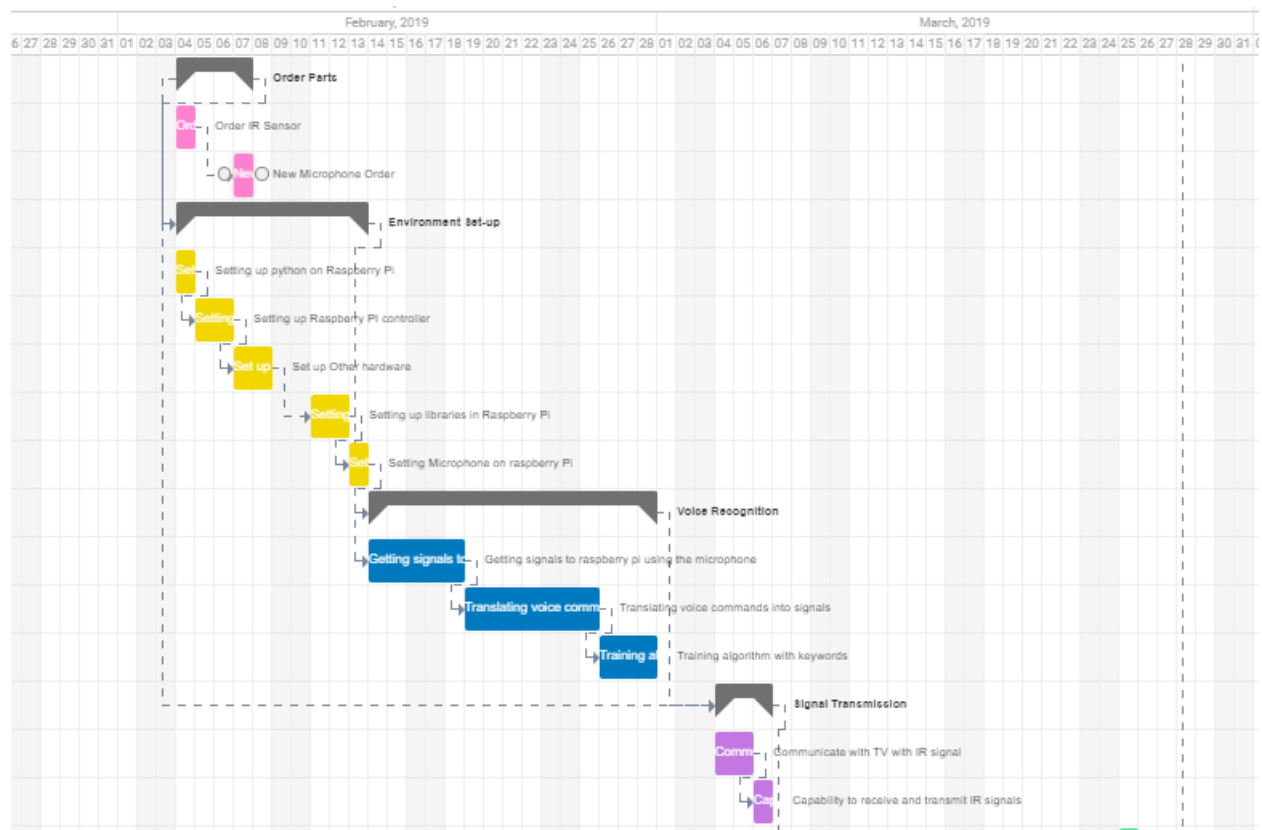 February, 2019 March, 2019
6 27 28 29 30 31 01 02 03 04 05 06 07 08 09 10 11 12 13 14 15 16 17 18 19 20 21 22 23 24 25 26 27 28 01 02 03 04 05 06 07 08 09 10 11 12 13 14 15 16 17 18 19 20 21 22 23 24 25 26 27 28 29 30 31
Order Parts
Ord Order IR Sensor
Nev New Microphone Order
Environment Set-up
Set Setting up python on Raspberry Pi
Setting Setting up Raspberry Pi controller
Set up Set up Other hardware
Setting Setting up libraries in Raspberry Pi
Set Setting Microphone on raspberry Pi
Voice Recognition
Getting signals to Getting signals to raspberry pi using the microphone
Translating voice comm Translating voice commands into signals
Training al Training algorithm with keywords
Signal Transmission
Comm Communicate with TV with IR signal
Cap Capability to receive and transmit IR signals